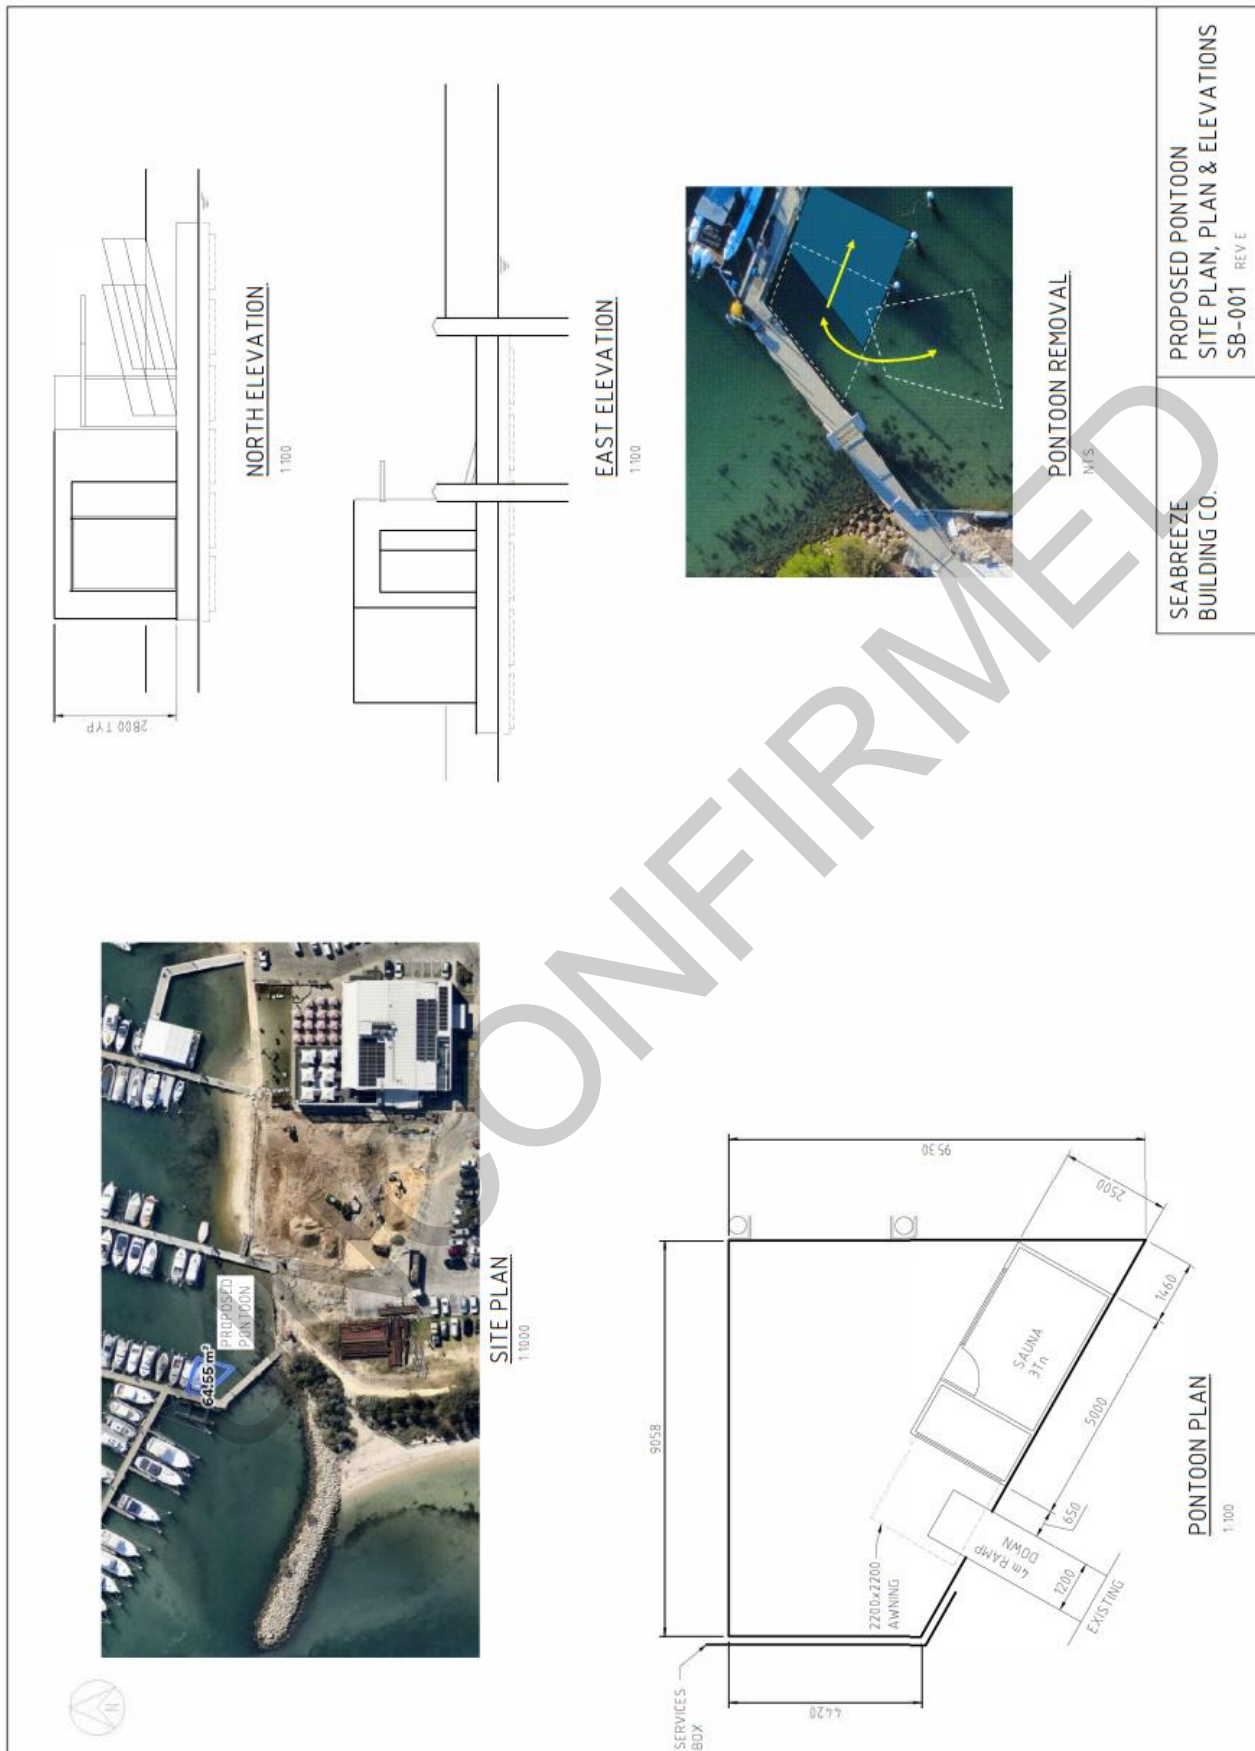 SITE PLAN
1:1000
PROPOSED
PONTOON
64.55 m²
N
2800 TYP
NORTH ELEVATION
1:100
EAST ELEVATION
1:100
SERVICES
BOX
4420
9058
2200x2200
AWNING
4m RAMP
DOWN
1200
EXISTING
650
5000
SAUNA
3Tn
1460
2500
9530
PONTOON PLAN
1:100
PONTOON REMOVAL
NTS
SEABREEZE
BUILDING CO.
PROPOSED PONTOON
SITE PLAN, PLAN & ELEVATIONS
SB-001 REV E
CONFIRMED